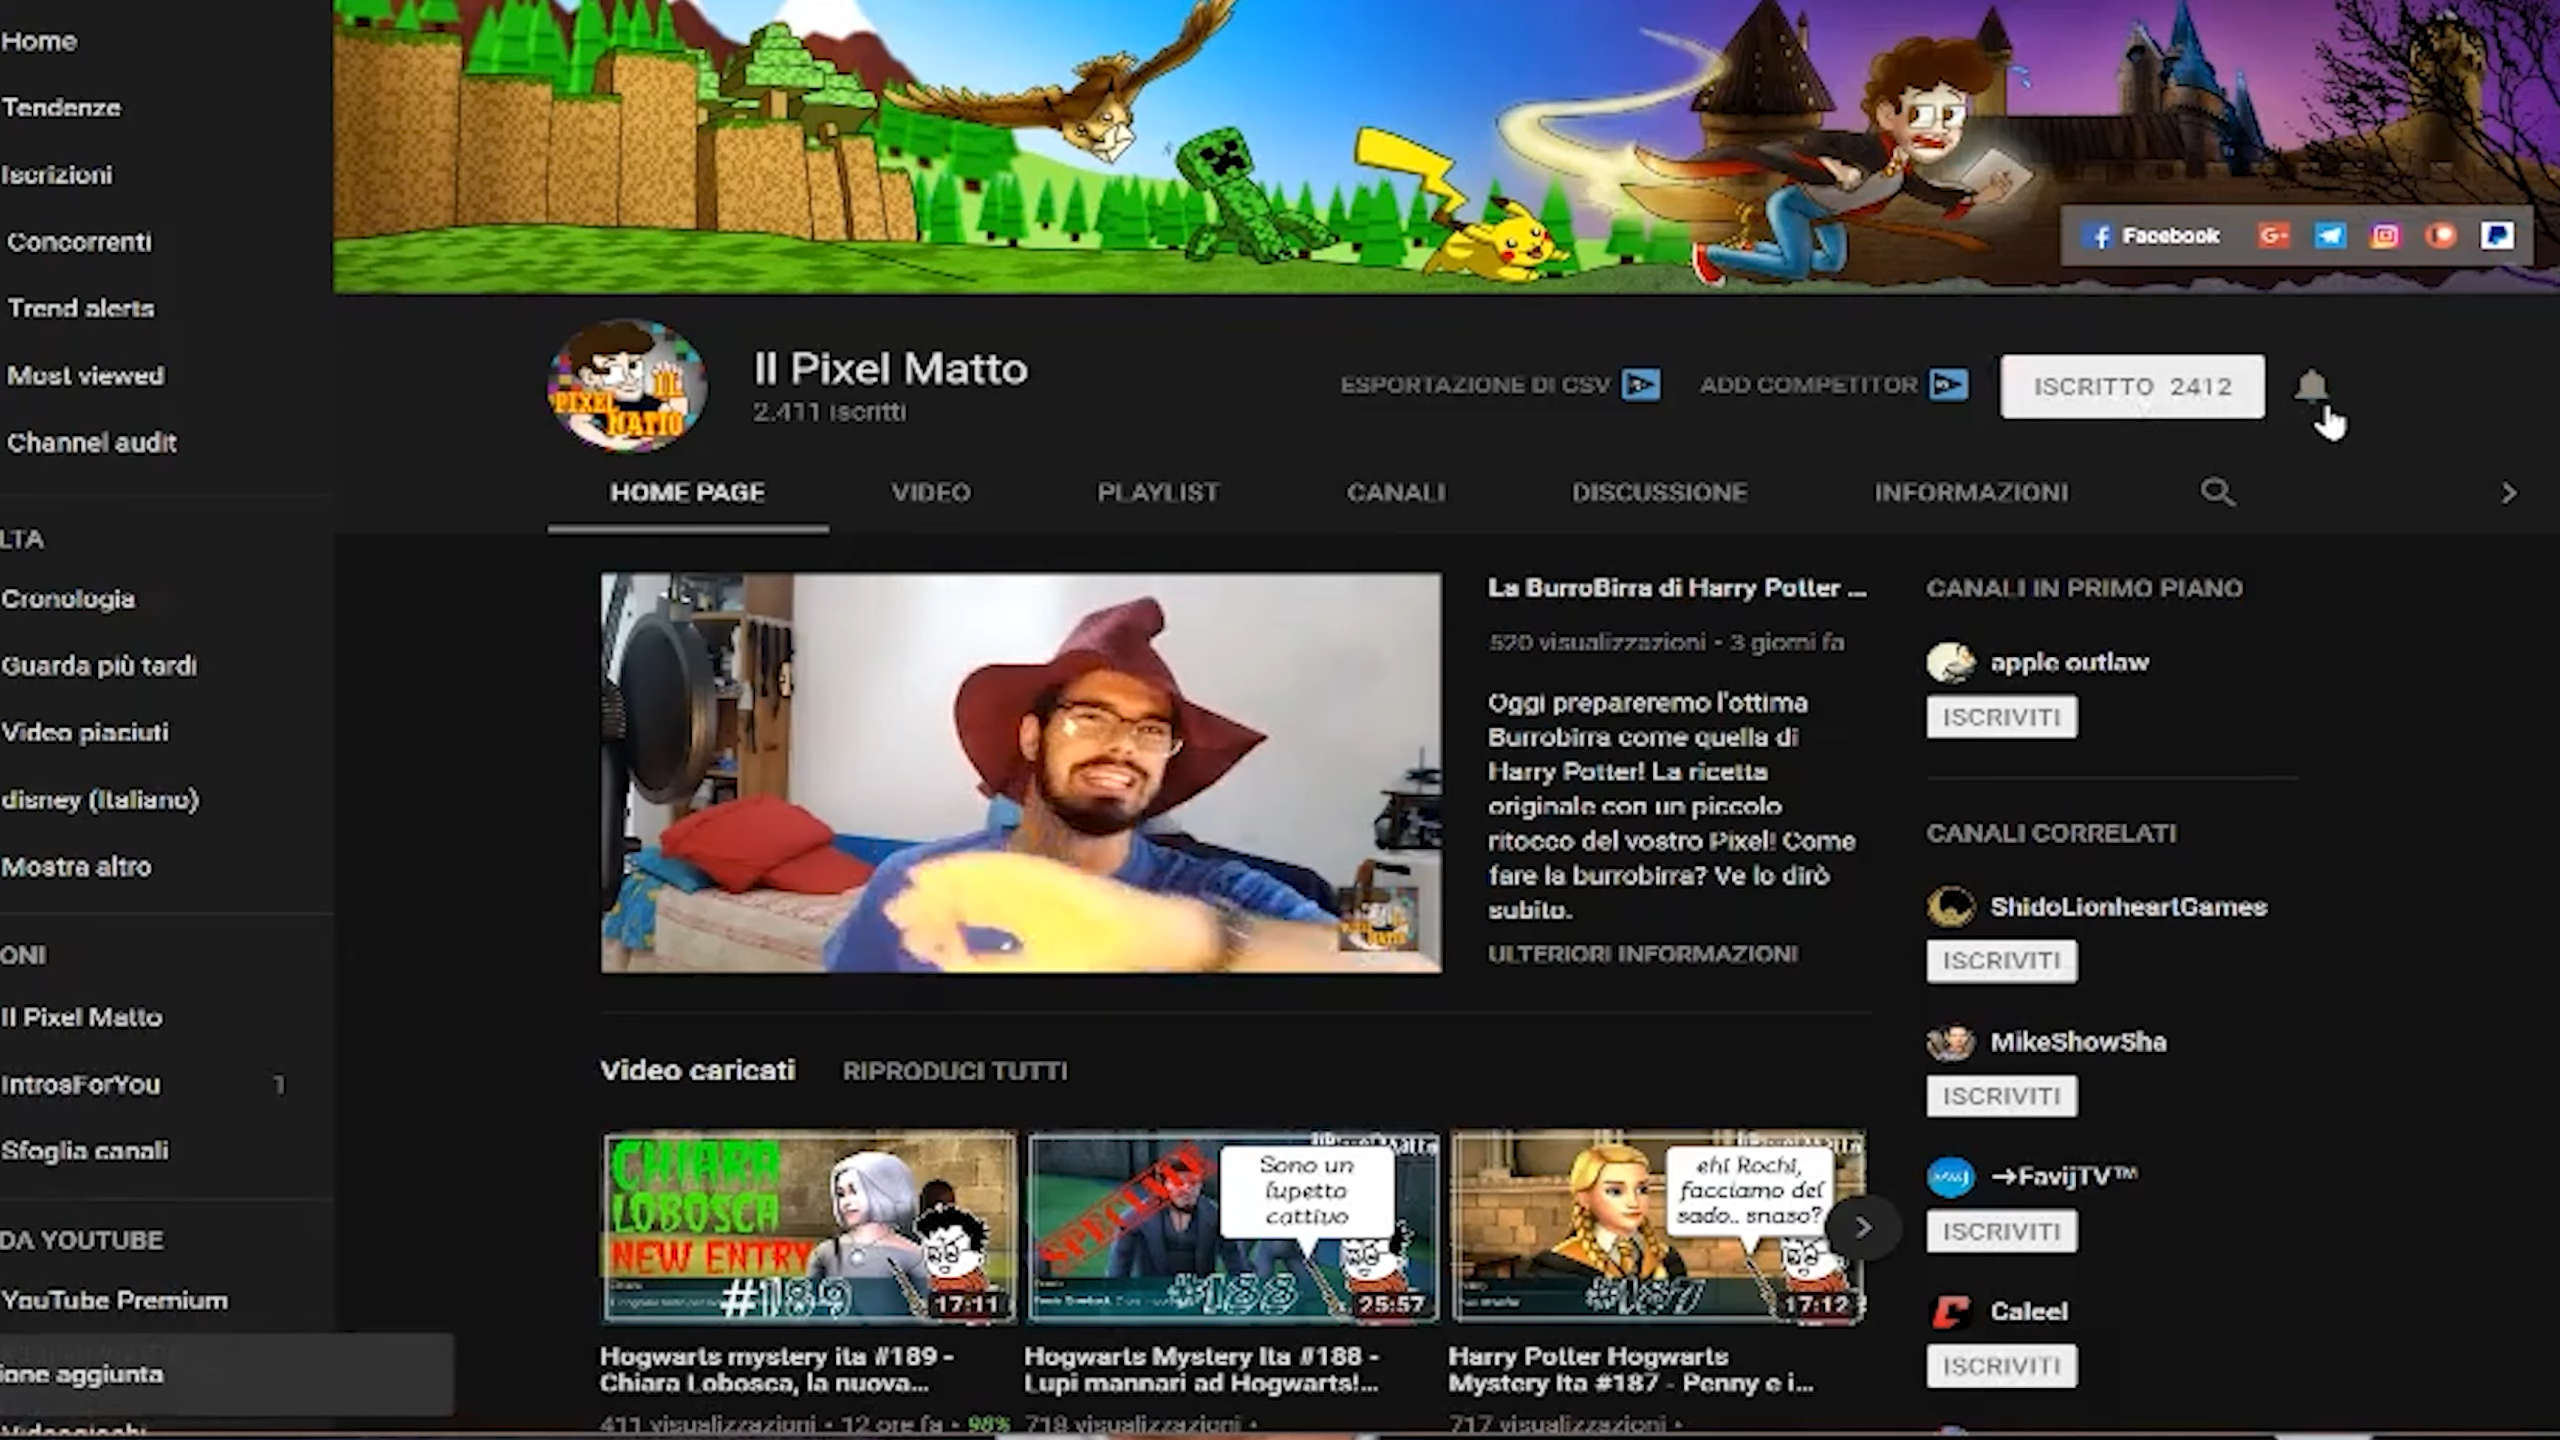 Home
Tendenze
Iscrizioni
Concorrenti
Trend alerts
Most viewed
Channel audit
LTA
Cronologia
Guarda più tardi
Video piaciuti
disney (Italiano)
Mostra altro
ONI
Il Pixel Matto
IntrosForYou 1
Sfoglia canali
DA YOUTUBE
YouTube Premium
ione aggiunta
Facebook
IL
PIXEL
MATTO
Il Pixel Matto
2.411 iscritti
ESPORTAZIONE DI CSV
ADD COMPETITOR
ISCRITTO 2412
HOME PAGE VIDEO PLAYLIST CANALI DISCUSSIONE INFORMAZIONI
La BurroBirra di Harry Potter ...
520 visualizzazioni • 3 giorni fa
Oggi prepareremo l'ottima
Burrobirra come quella di
Harry Potter! La ricetta
originale con un piccolo
ritocco del vostro Pixel! Come
fare la burrobirra? Ve lo dirò
subito.
ULTERIORI INFORMAZIONI
Video caricati RIPRODUCI TUTTI
CHIARA
LOBOSCA
NEW ENTRY
#189
17:11
Hogwarts mystery ita #189 -
Chiara Lobosca, la nuova...
411 visualizzazioni • 12 ore fa • 98%
SPECIALE
Sono un
lupetto
cattivo
#188
25:57
Hogwarts Mystery Ita #188 -
Lupi mannari ad Hogwarts!...
718 visualizzazioni •
ehi Rochi,
facciamo del
sado.. snaso?
#187
17:12
Harry Potter Hogwarts
Mystery Ita #187 - Penny e i...
717 visualizzazioni •
CANALI IN PRIMO PIANO
apple outlaw
ISCRIVITI
CANALI CORRELATI
ShidoLionheartGames
ISCRIVITI
MikeShowSha
ISCRIVITI
→FavijTV™
ISCRIVITI
Caleel
ISCRIVITI